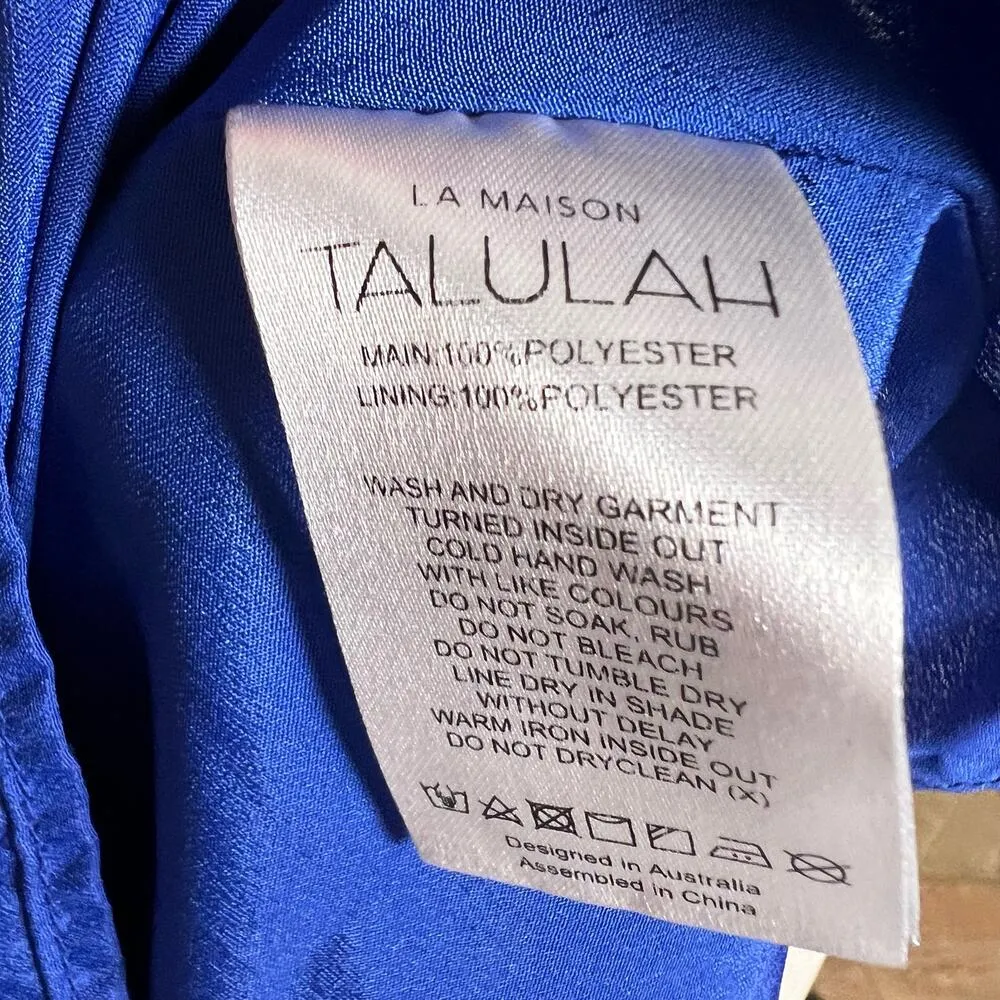 LA MAISON
TALULAH
MAIN:100%POLYESTER
LINING:100%POLYESTER
WASH AND DRY GARMENT
TURNED INSIDE OUT
COLD HAND WASH
WITH LIKE COLOURS
DO NOT SOAK, RUB
DO NOT BLEACH
DO NOT TUMBLE DRY
LINE DRY IN SHADE
WITHOUT DELAY
WARM IRON INSIDE OUT
DO NOT DRYCLEAN (X)
Designed in Australia
Assembled in China